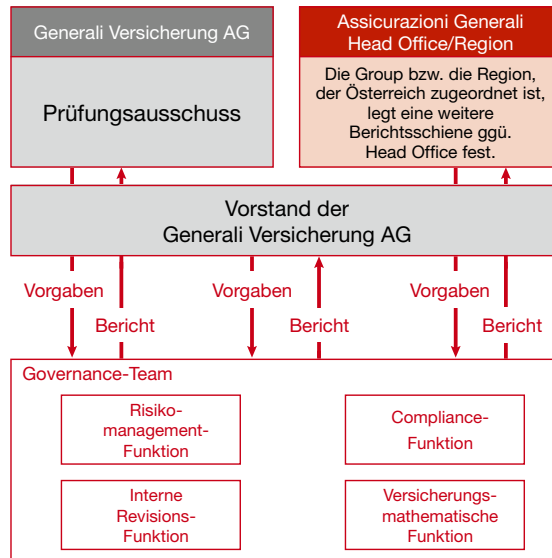 Generali Versicherung AG
Prüfungsausschuss
Assicurazioni Generali
Head Office/Region
Die Group bzw. die Region,
der Österreich zugeordnet ist,
legt eine weitere
Berichtsschiene ggü.
Head Office fest.
Vorstand der
Generali Versicherung AG
Vorgaben
Bericht
Vorgaben
Bericht
Vorgaben
Bericht
Governance-Team
Risiko-
management-
Funktion
Compliance-
Funktion
Interne
Revisions-
Funktion
Versicherungs-
mathematische
Funktion